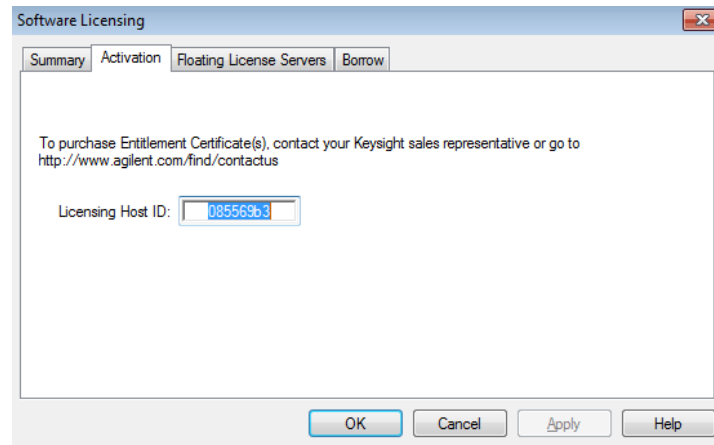 Software Licensing
Summary Activation Floating License Servers Borrow
To purchase Entitlement Certificate(s), contact your Keysight sales representative or go to
http://www.agilent.com/find/contactus
Licensing Host ID: 085569b3
OK Cancel Apply Help